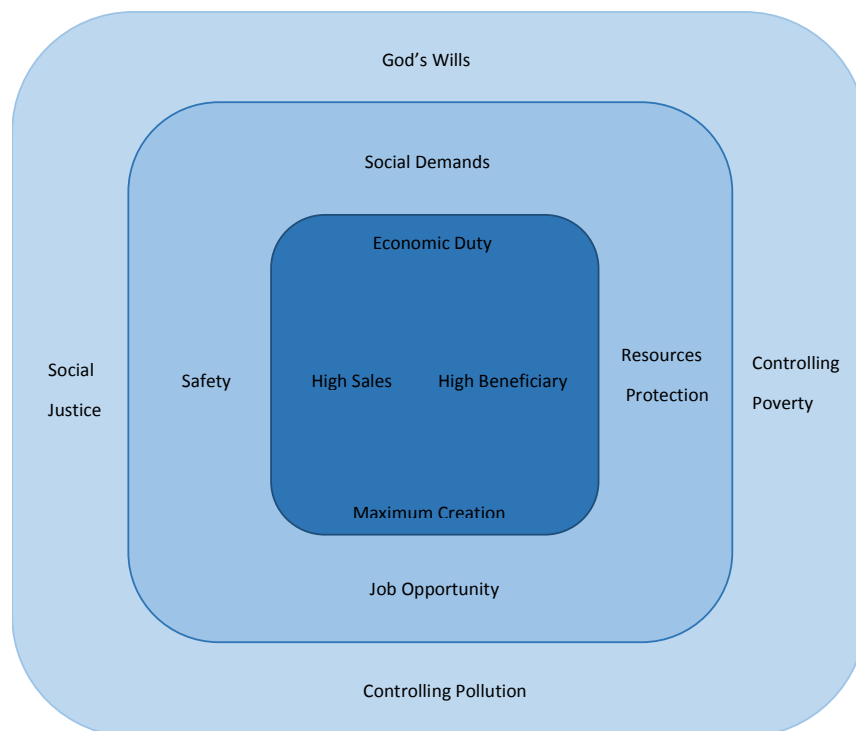 God’s Wills
Social Demands
Economic Duty
Social
Justice
Safety
High Sales
High Beneficiary
Resources
Protection
Controlling
Poverty
Maximum Creation
Job Opportunity
Controlling Pollution